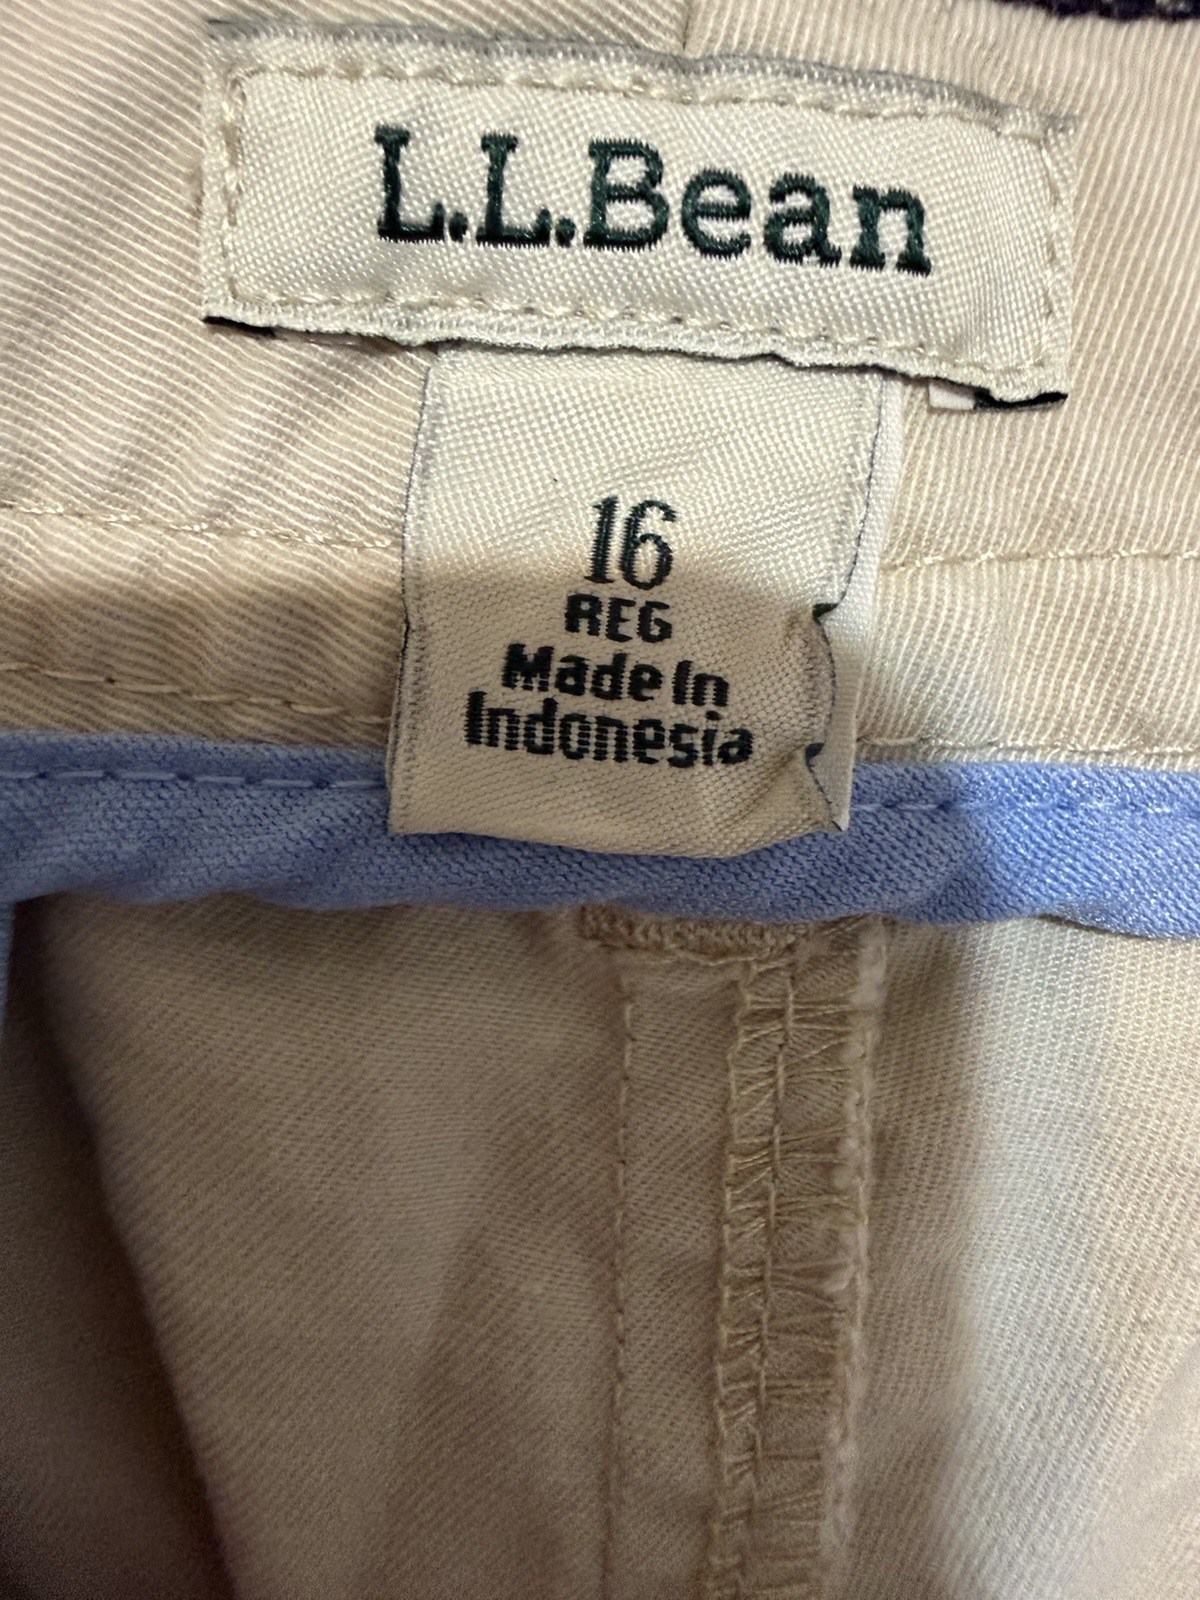 L.L.Bean
16
REG
Made In
Indonesia